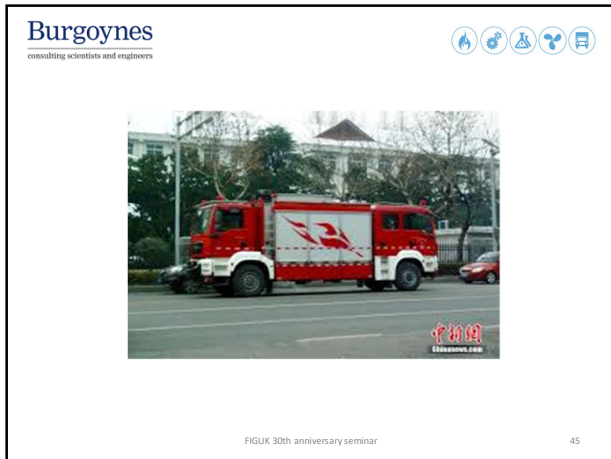 Burgoynes
consulting scientists and engineers
中新网
Chinanews.com
FIGUK 30th anniversary seminar
45